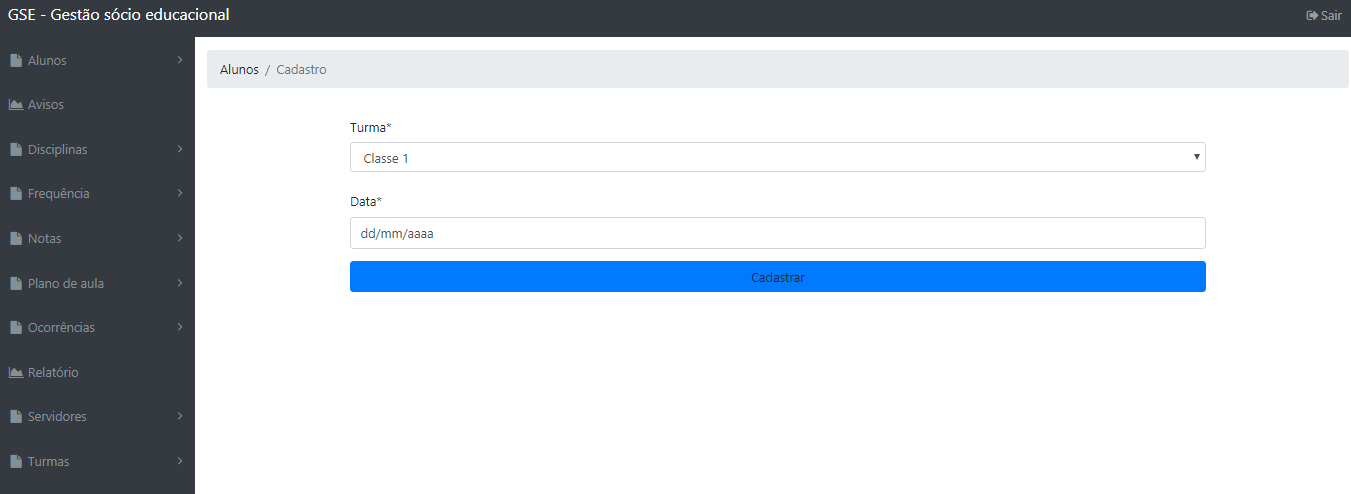 GSE - Gestão sócio educacional
Sair
Alunos
Avisos
Disciplinas
Frequência
Notas
Plano de aula
Ocorrências
Relatório
Servidores
Turmas
Alunos / Cadastro
Turma*
Classe 1
Data*
dd/mm/aaaa
Cadastrar